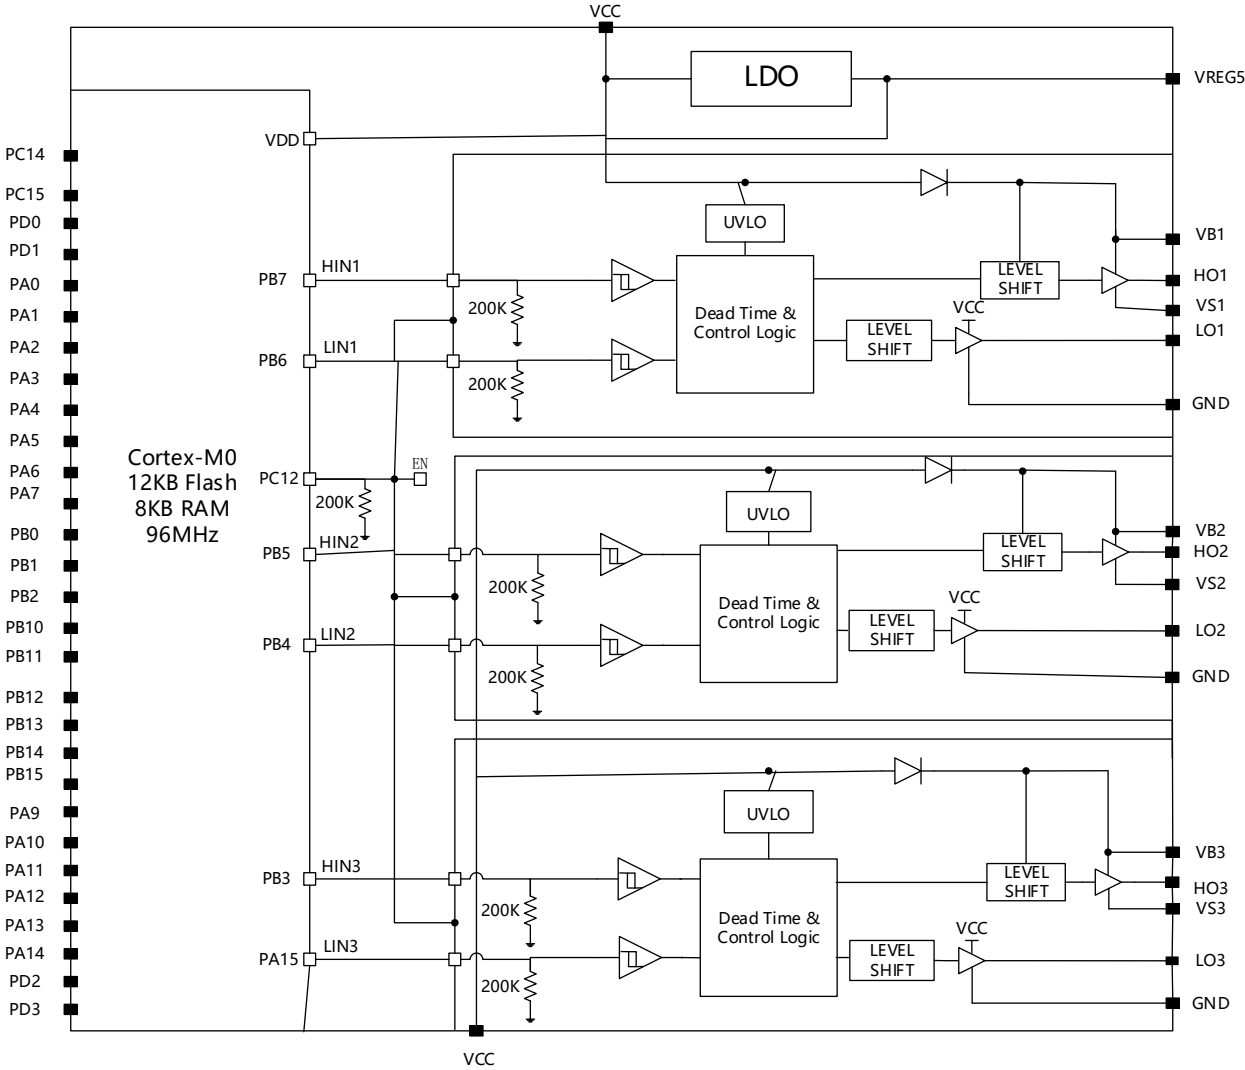 VCC
LDO
VREG5
VDD
PC14
PC15
PD0
PD1
PA0
PA1
PA2
PA3
PA4
PA5
PA6
PA7
PB0
PB1
PB2
PB10
PB11
PB12
PB13
PB14
PB15
PA9
PA10
PA11
PA12
PA13
PA14
PD2
PD3
Cortex-M0
12KB Flash
8KB RAM
96MHz
PB7
HIN1
200K
PB6
LIN1
200K
UVLO
Dead Time &
Control Logic
LEVEL
SHIFT
LEVEL
SHIFT
VCC
VB1
HO1
VS1
LO1
GND
PC12
200K
EN
PB5
HIN2
200K
PB4
LIN2
200K
UVLO
Dead Time &
Control Logic
LEVEL
SHIFT
LEVEL
SHIFT
VCC
VB2
HO2
VS2
LO2
GND
PB3
HIN3
200K
PA15
LIN3
200K
UVLO
Dead Time &
Control Logic
LEVEL
SHIFT
LEVEL
SHIFT
VCC
VB3
HO3
VS3
LO3
GND
VCC